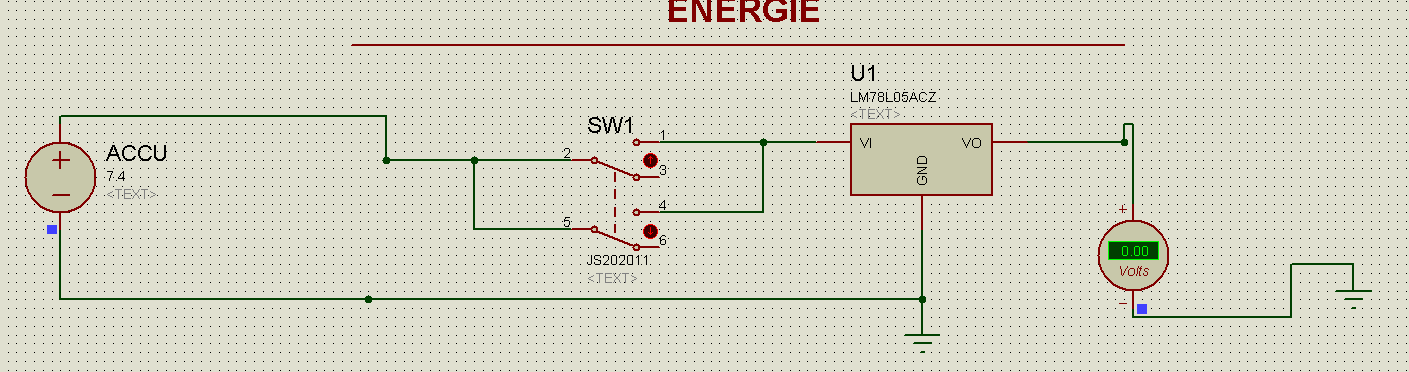 ENERGIE
U1
LM78L05ACZ
<TEXT>
SW1
ACCU
7.4
<TEXT>
1
2
3
4
5
6
JS202011
<TEXT>
VI
VO
GND
+
0.00
Volts